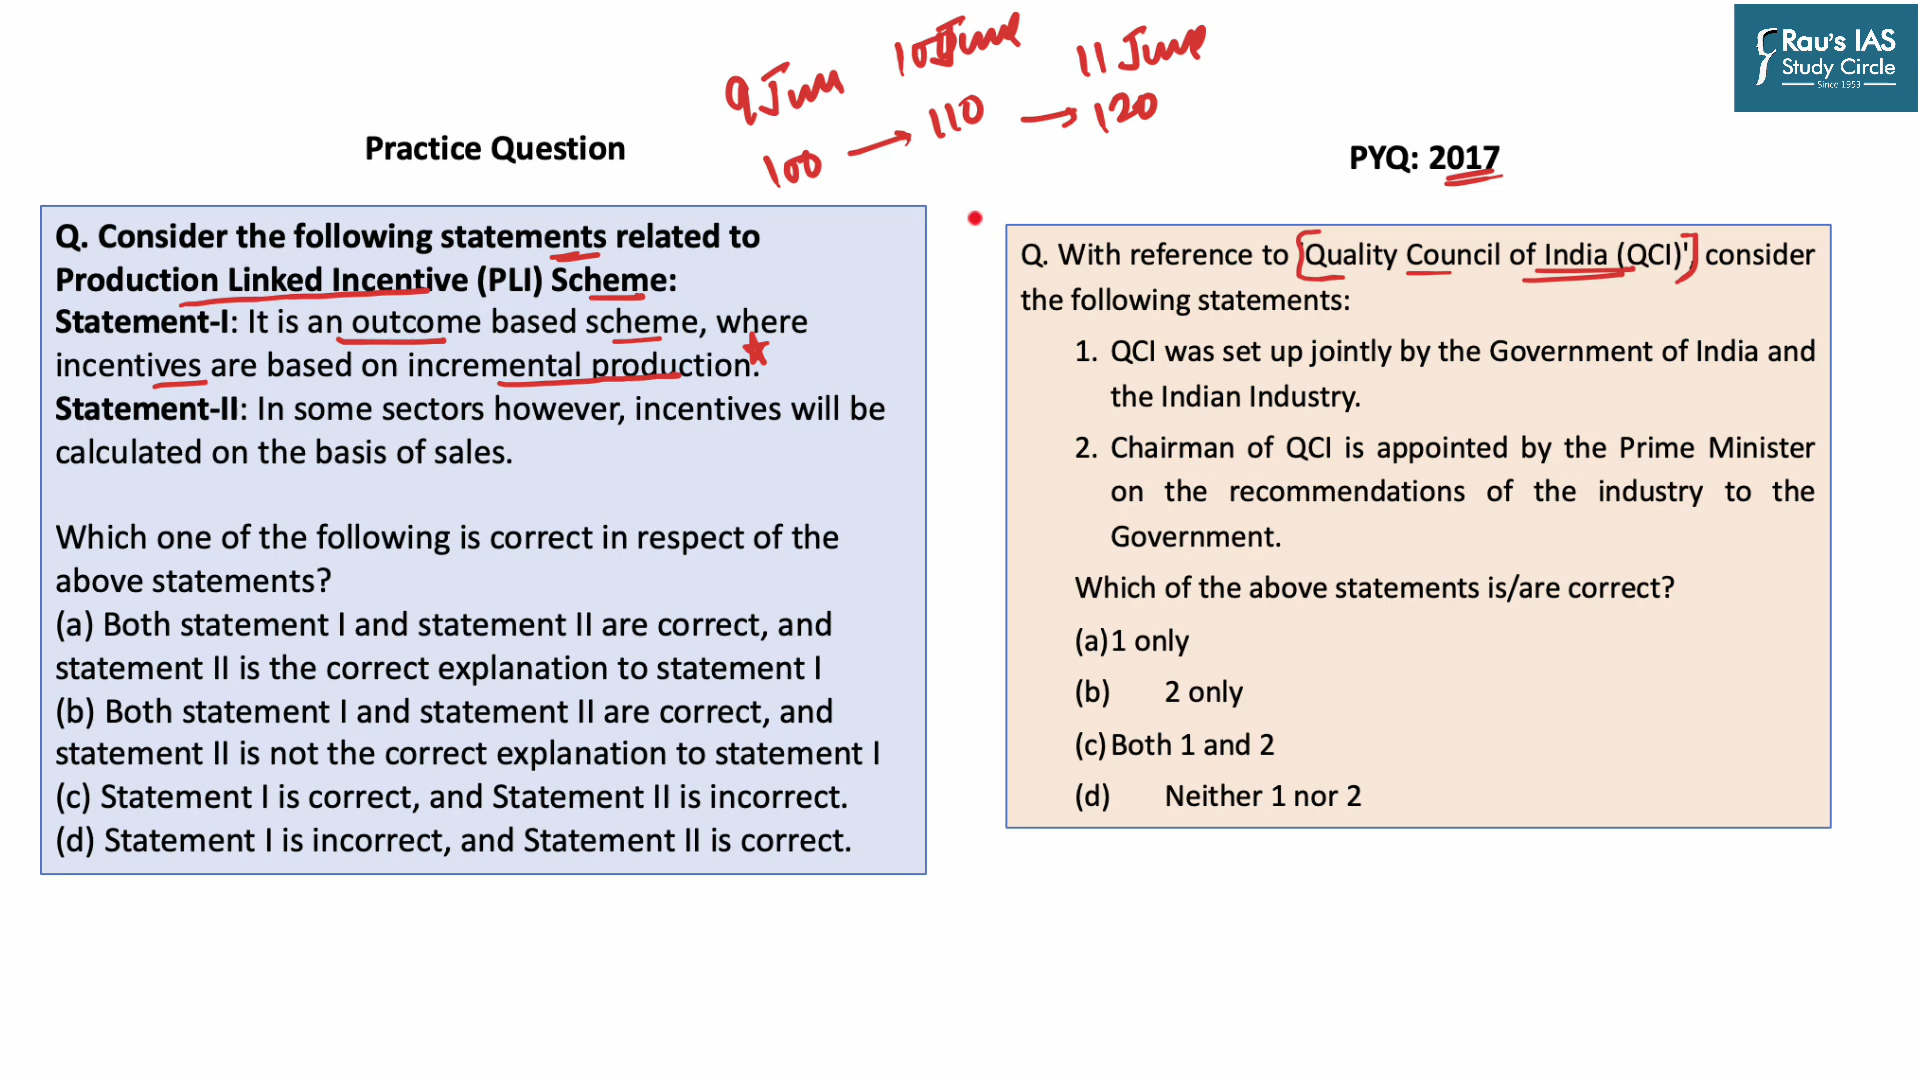 9 June 10 June 11 June
100 → 110 → 120
Rau's IAS
Study Circle
Since 1953
Practice Question
Q. Consider the following statements related to
Production Linked Incentive (PLI) Scheme:
Statement-I: It is an outcome based scheme, where
incentives are based on incremental production.
Statement-II: In some sectors however, incentives will be
calculated on the basis of sales.
Which one of the following is correct in respect of the
above statements?
(a) Both statement I and statement II are correct, and
statement II is the correct explanation to statement I
(b) Both statement I and statement II are correct, and
statement II is not the correct explanation to statement I
(c) Statement I is correct, and Statement II is incorrect.
(d) Statement I is incorrect, and Statement II is correct.
PYQ: 2017
Q. With reference to 'Quality Council of India (QCI)', consider
the following statements:
1. QCI was set up jointly by the Government of India and
the Indian Industry.
2. Chairman of QCI is appointed by the Prime Minister
on the recommendations of the industry to the
Government.
Which of the above statements is/are correct?
(a) 1 only
(b) 2 only
(c) Both 1 and 2
(d) Neither 1 nor 2